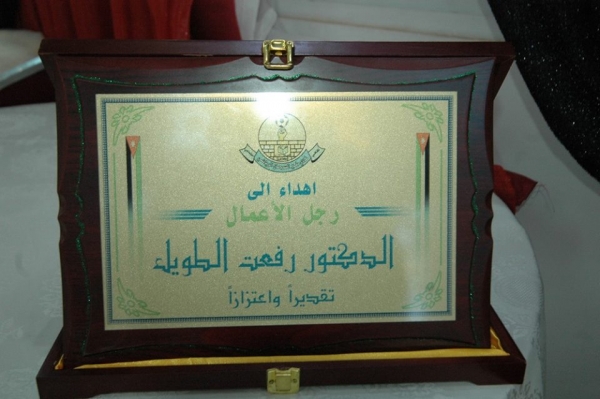 اهداء الى
رجل الأعمال
الدكتور رفعت الطويل
تقديراً واعتزازاً